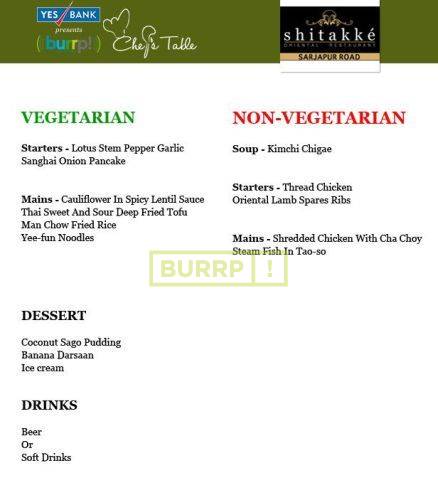 YES BANK
presents
burrp!
Chef's Table
shitakké
ORIENTAL RESTAURANT
SARJAPUR ROAD
VEGETARIAN
Starters - Lotus Stem Pepper Garlic
Sanghai Onion Pancake
Mains - Cauliflower In Spicy Lentil Sauce
Thai Sweet And Sour Deep Fried Tofu
Man Chow Fried Rice
Yee-fun Noodles
NON-VEGETARIAN
Soup - Kimchi Chigae
Starters - Thread Chicken
Oriental Lamb Spares Ribs
Mains - Shredded Chicken With Cha Choy
Steam Fish In Tao-so
BURRP !
DESSERT
Coconut Sago Pudding
Banana Darsaan
Ice cream
DRINKS
Beer
Or
Soft Drinks